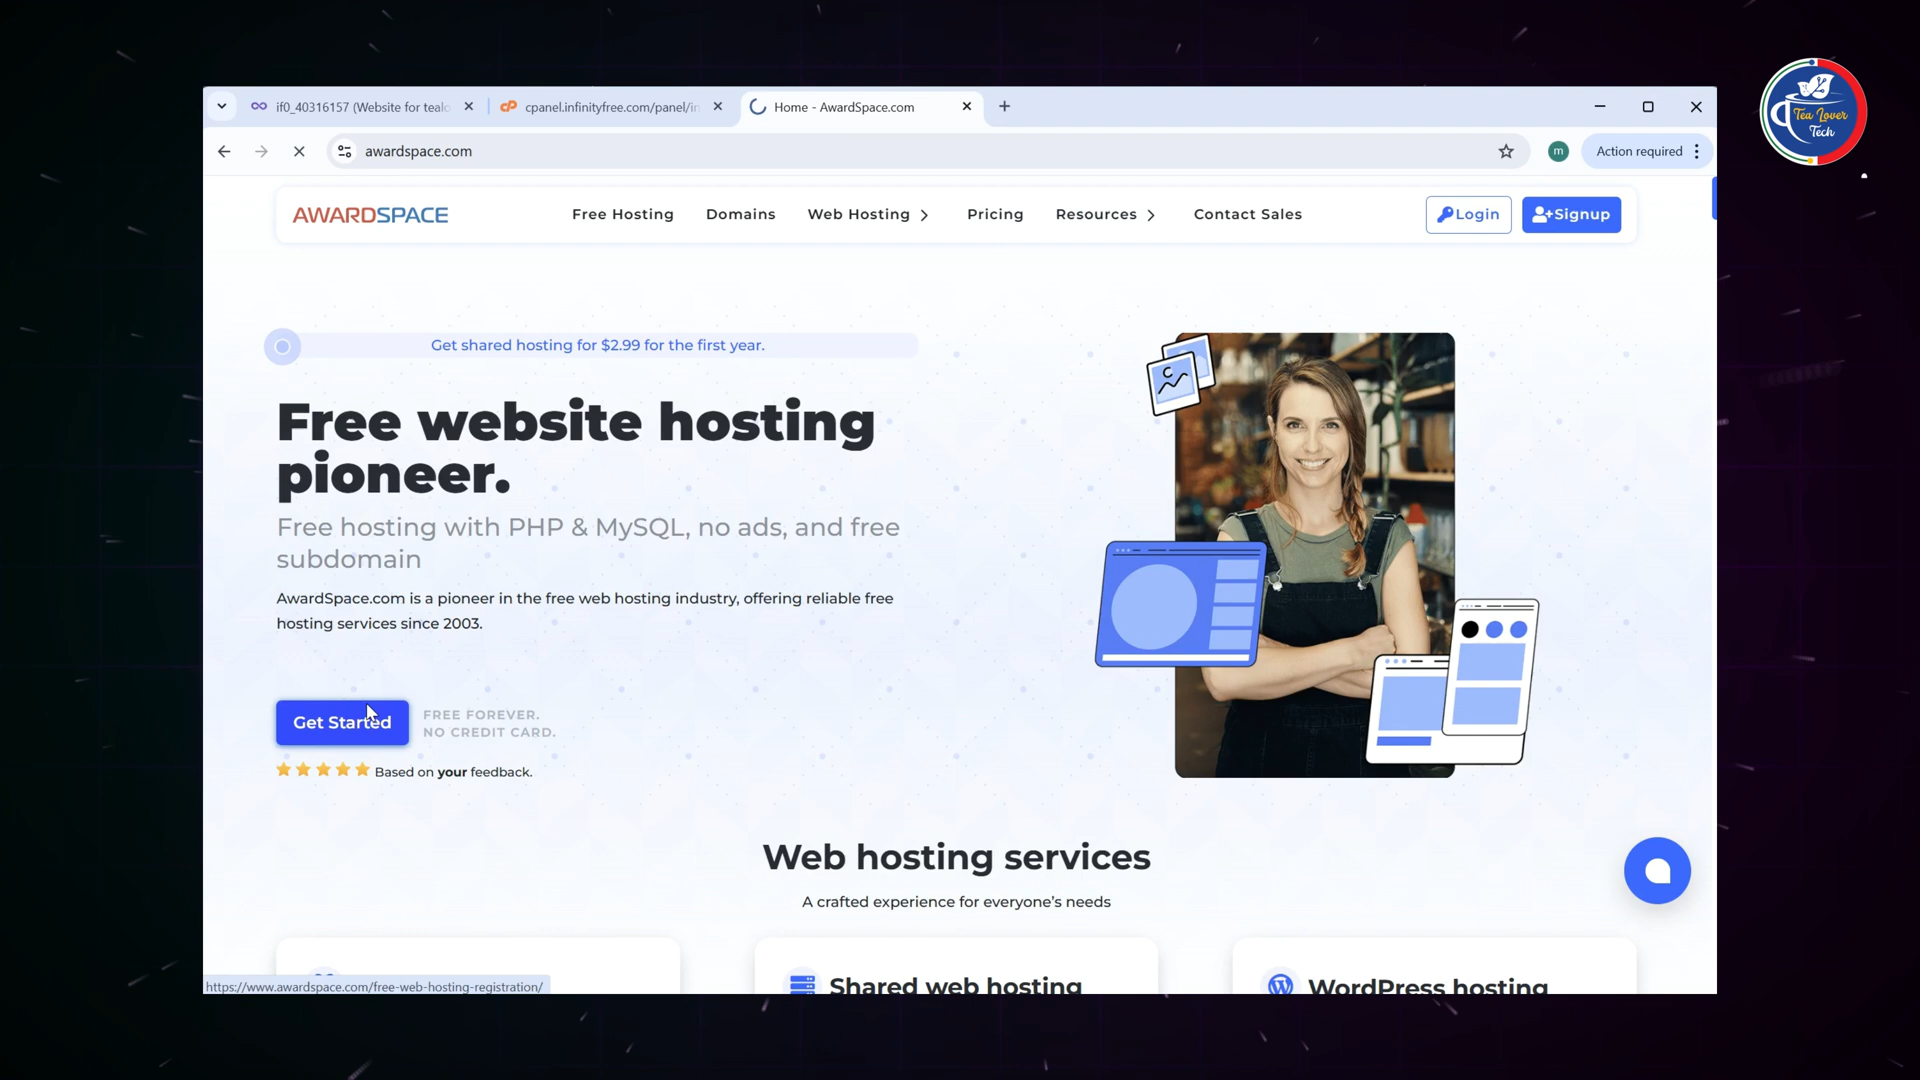 if0_40316157 (Website for tealo
cpanel.infinityfree.com/panel/in
Home - AwardSpace.com
awardspace.com
m
Action required
Tea Lover
Tech
AWARDSPACE
Free Hosting
Domains
Web Hosting
Pricing
Resources
Contact Sales
Login
Signup
Get shared hosting for $2.99 for the first year.
Free website hosting
pioneer.
Free hosting with PHP & MySQL, no ads, and free
subdomain
AwardSpace.com is a pioneer in the free web hosting industry, offering reliable free
hosting services since 2003.
Get Started
FREE FOREVER.
NO CREDIT CARD.
Based on your feedback.
Web hosting services
A crafted experience for everyone's needs
Shared web hosting
WordPress hosting
https://www.awardspace.com/free-web-hosting-registration/